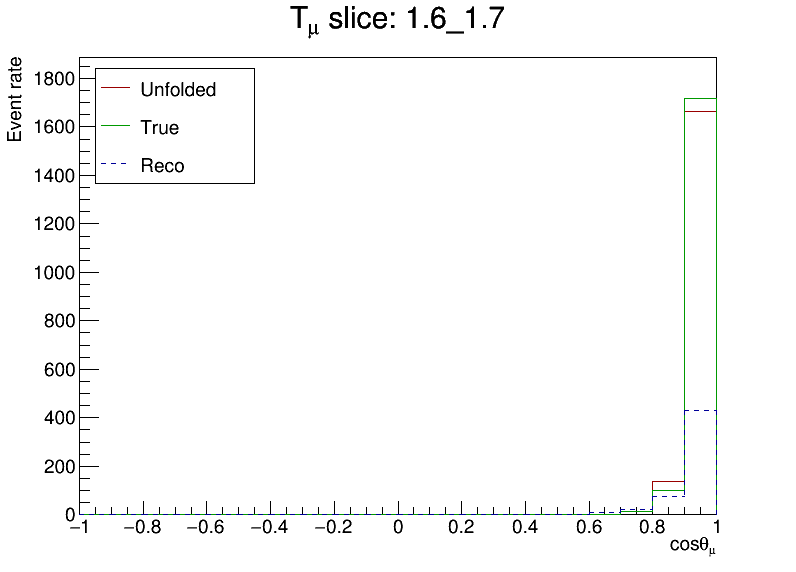 Tμ slice: 1.6_1.7
Event rate
1800
1600
1400
1200
1000
800
600
400
200
0
Unfolded
True
Reco
−1 −0.8 −0.6 −0.4 −0.2 0 0.2 0.4 0.6 0.8 1
cosθμ